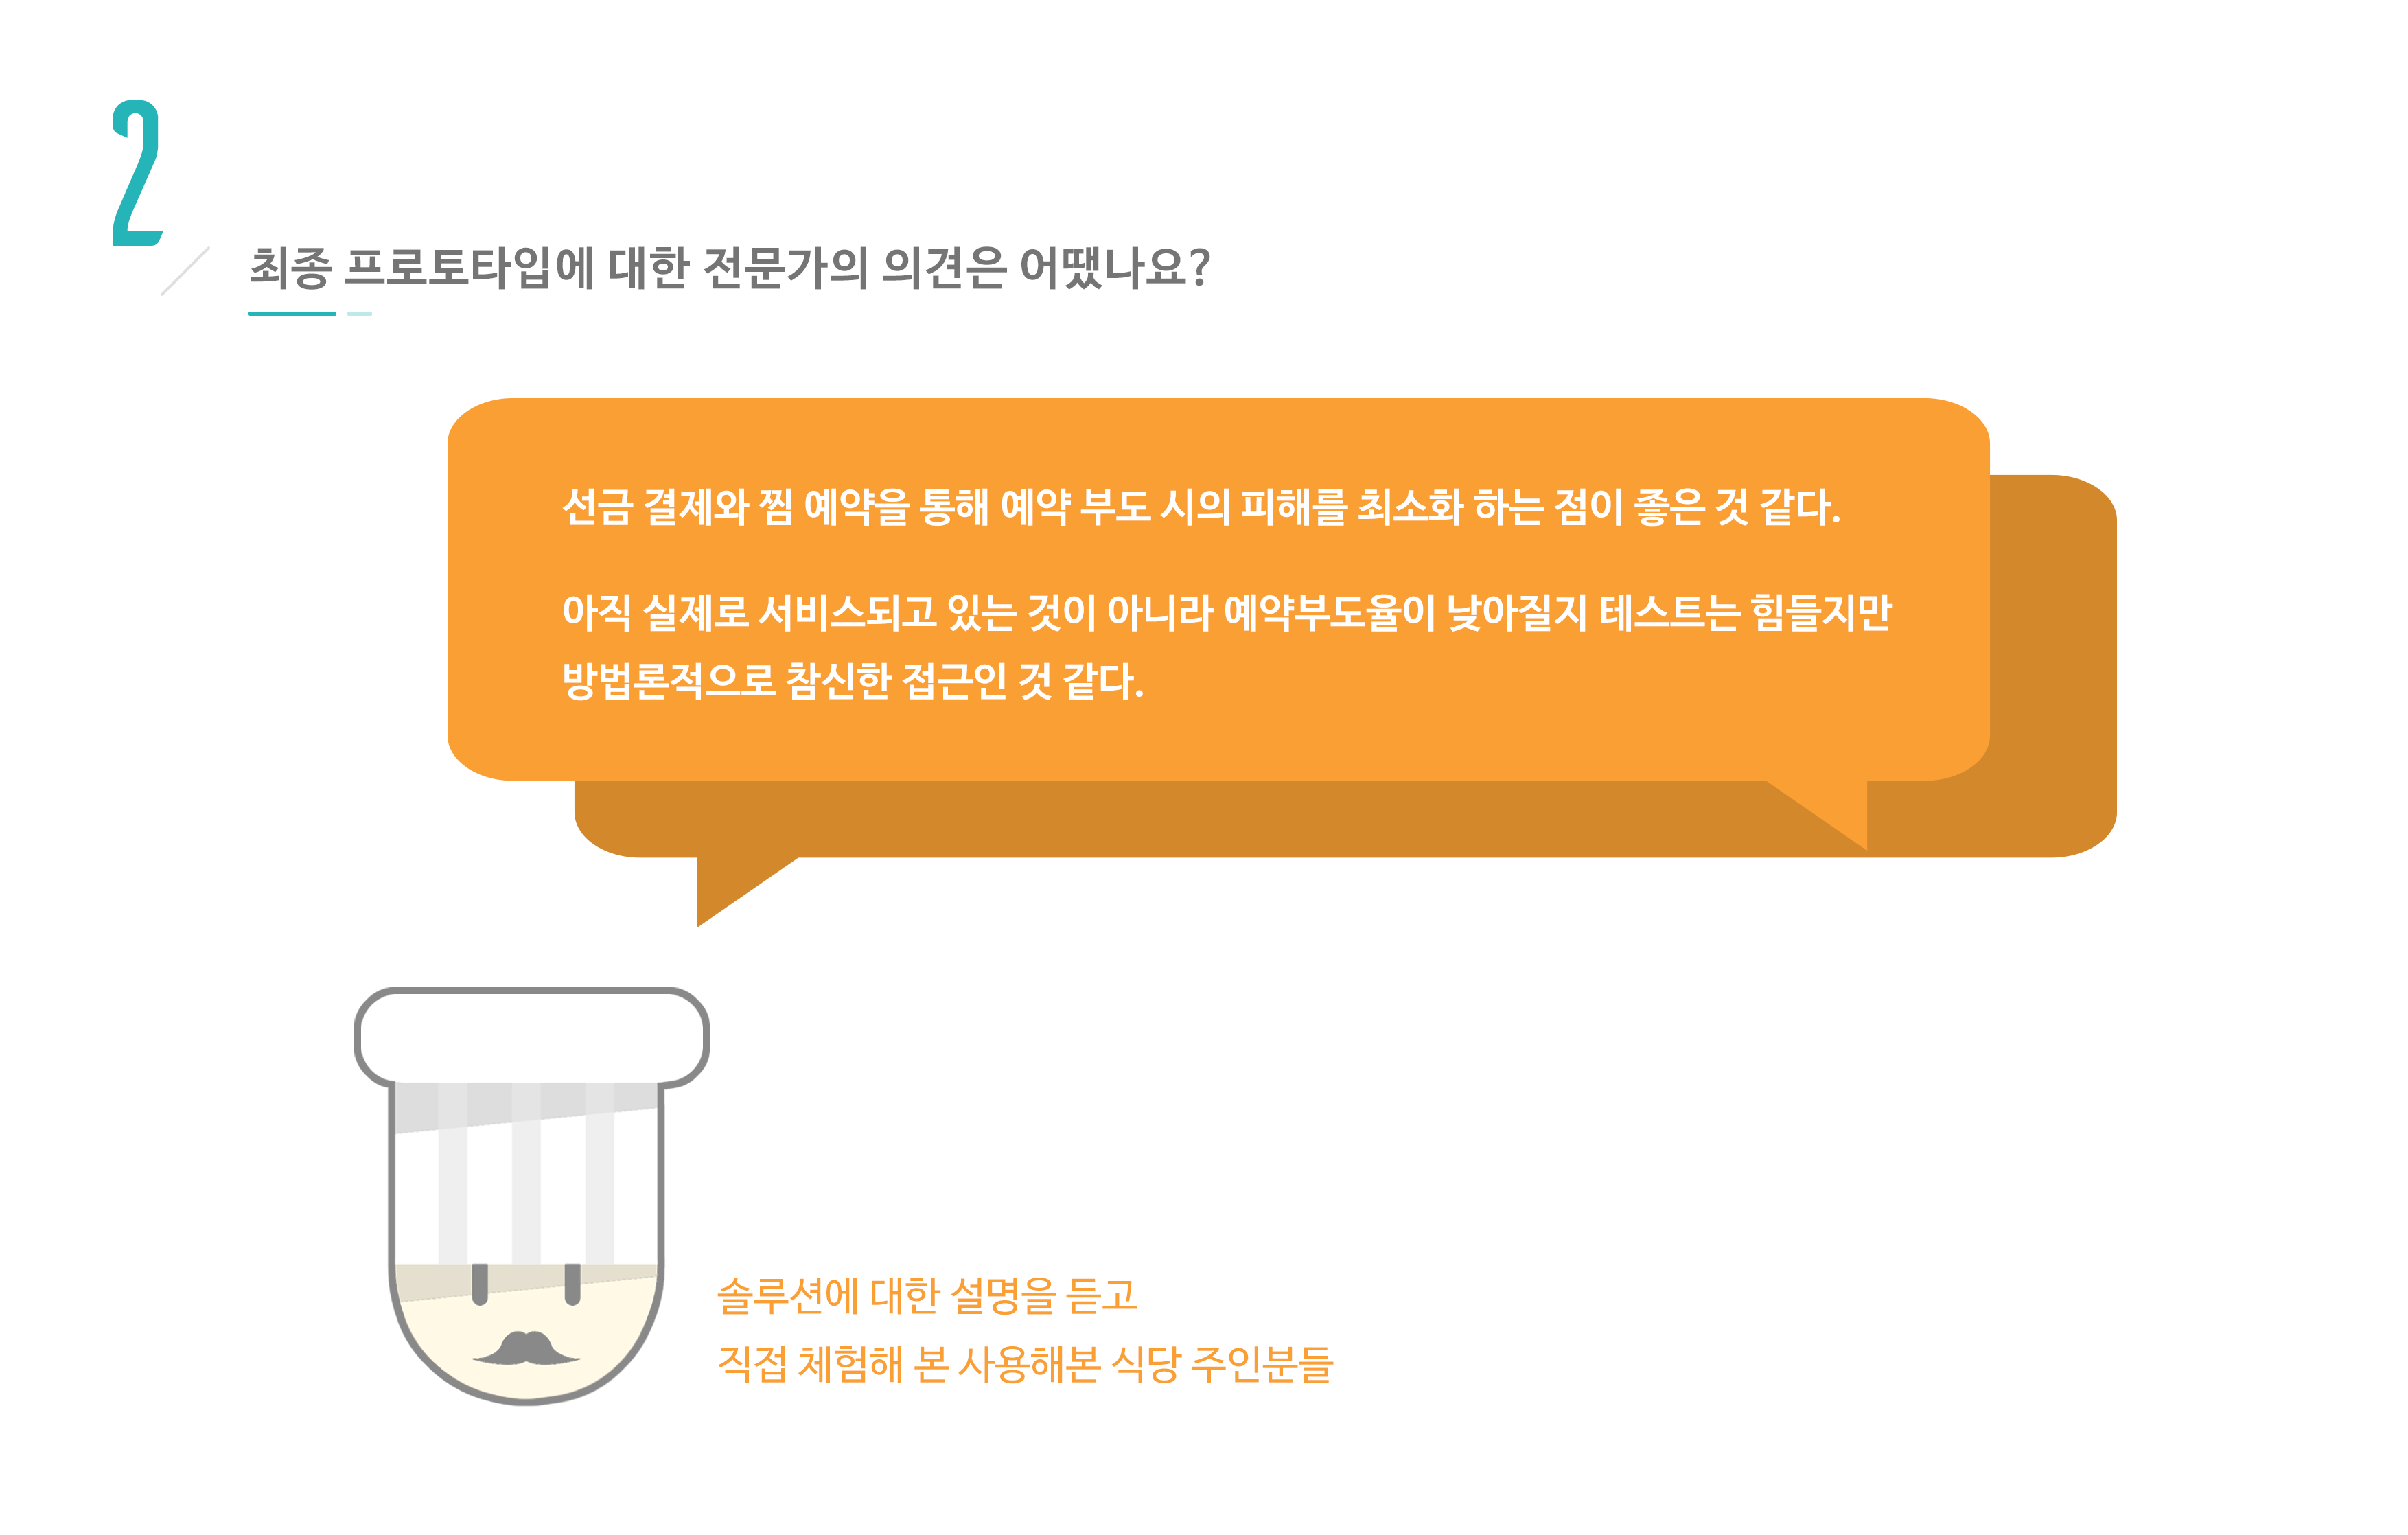 2
최종 프로토타입에 대한 전문가의 의견은 어땠나요?
선금 결제와 찜 예약을통해 예약 부도 시의 피해를 최소화 하는 점이 좋은 것 같다.
아직 실제로 서비스되고 있는 것이 아니라 예약부도율이 낮아질지 테스트는 힘들지만
방법론적으로 참신한 접근인 것 같다.
솔루션에 대한 설명을 듣고
직접 체험해 본 사용해본 식당 주인분들